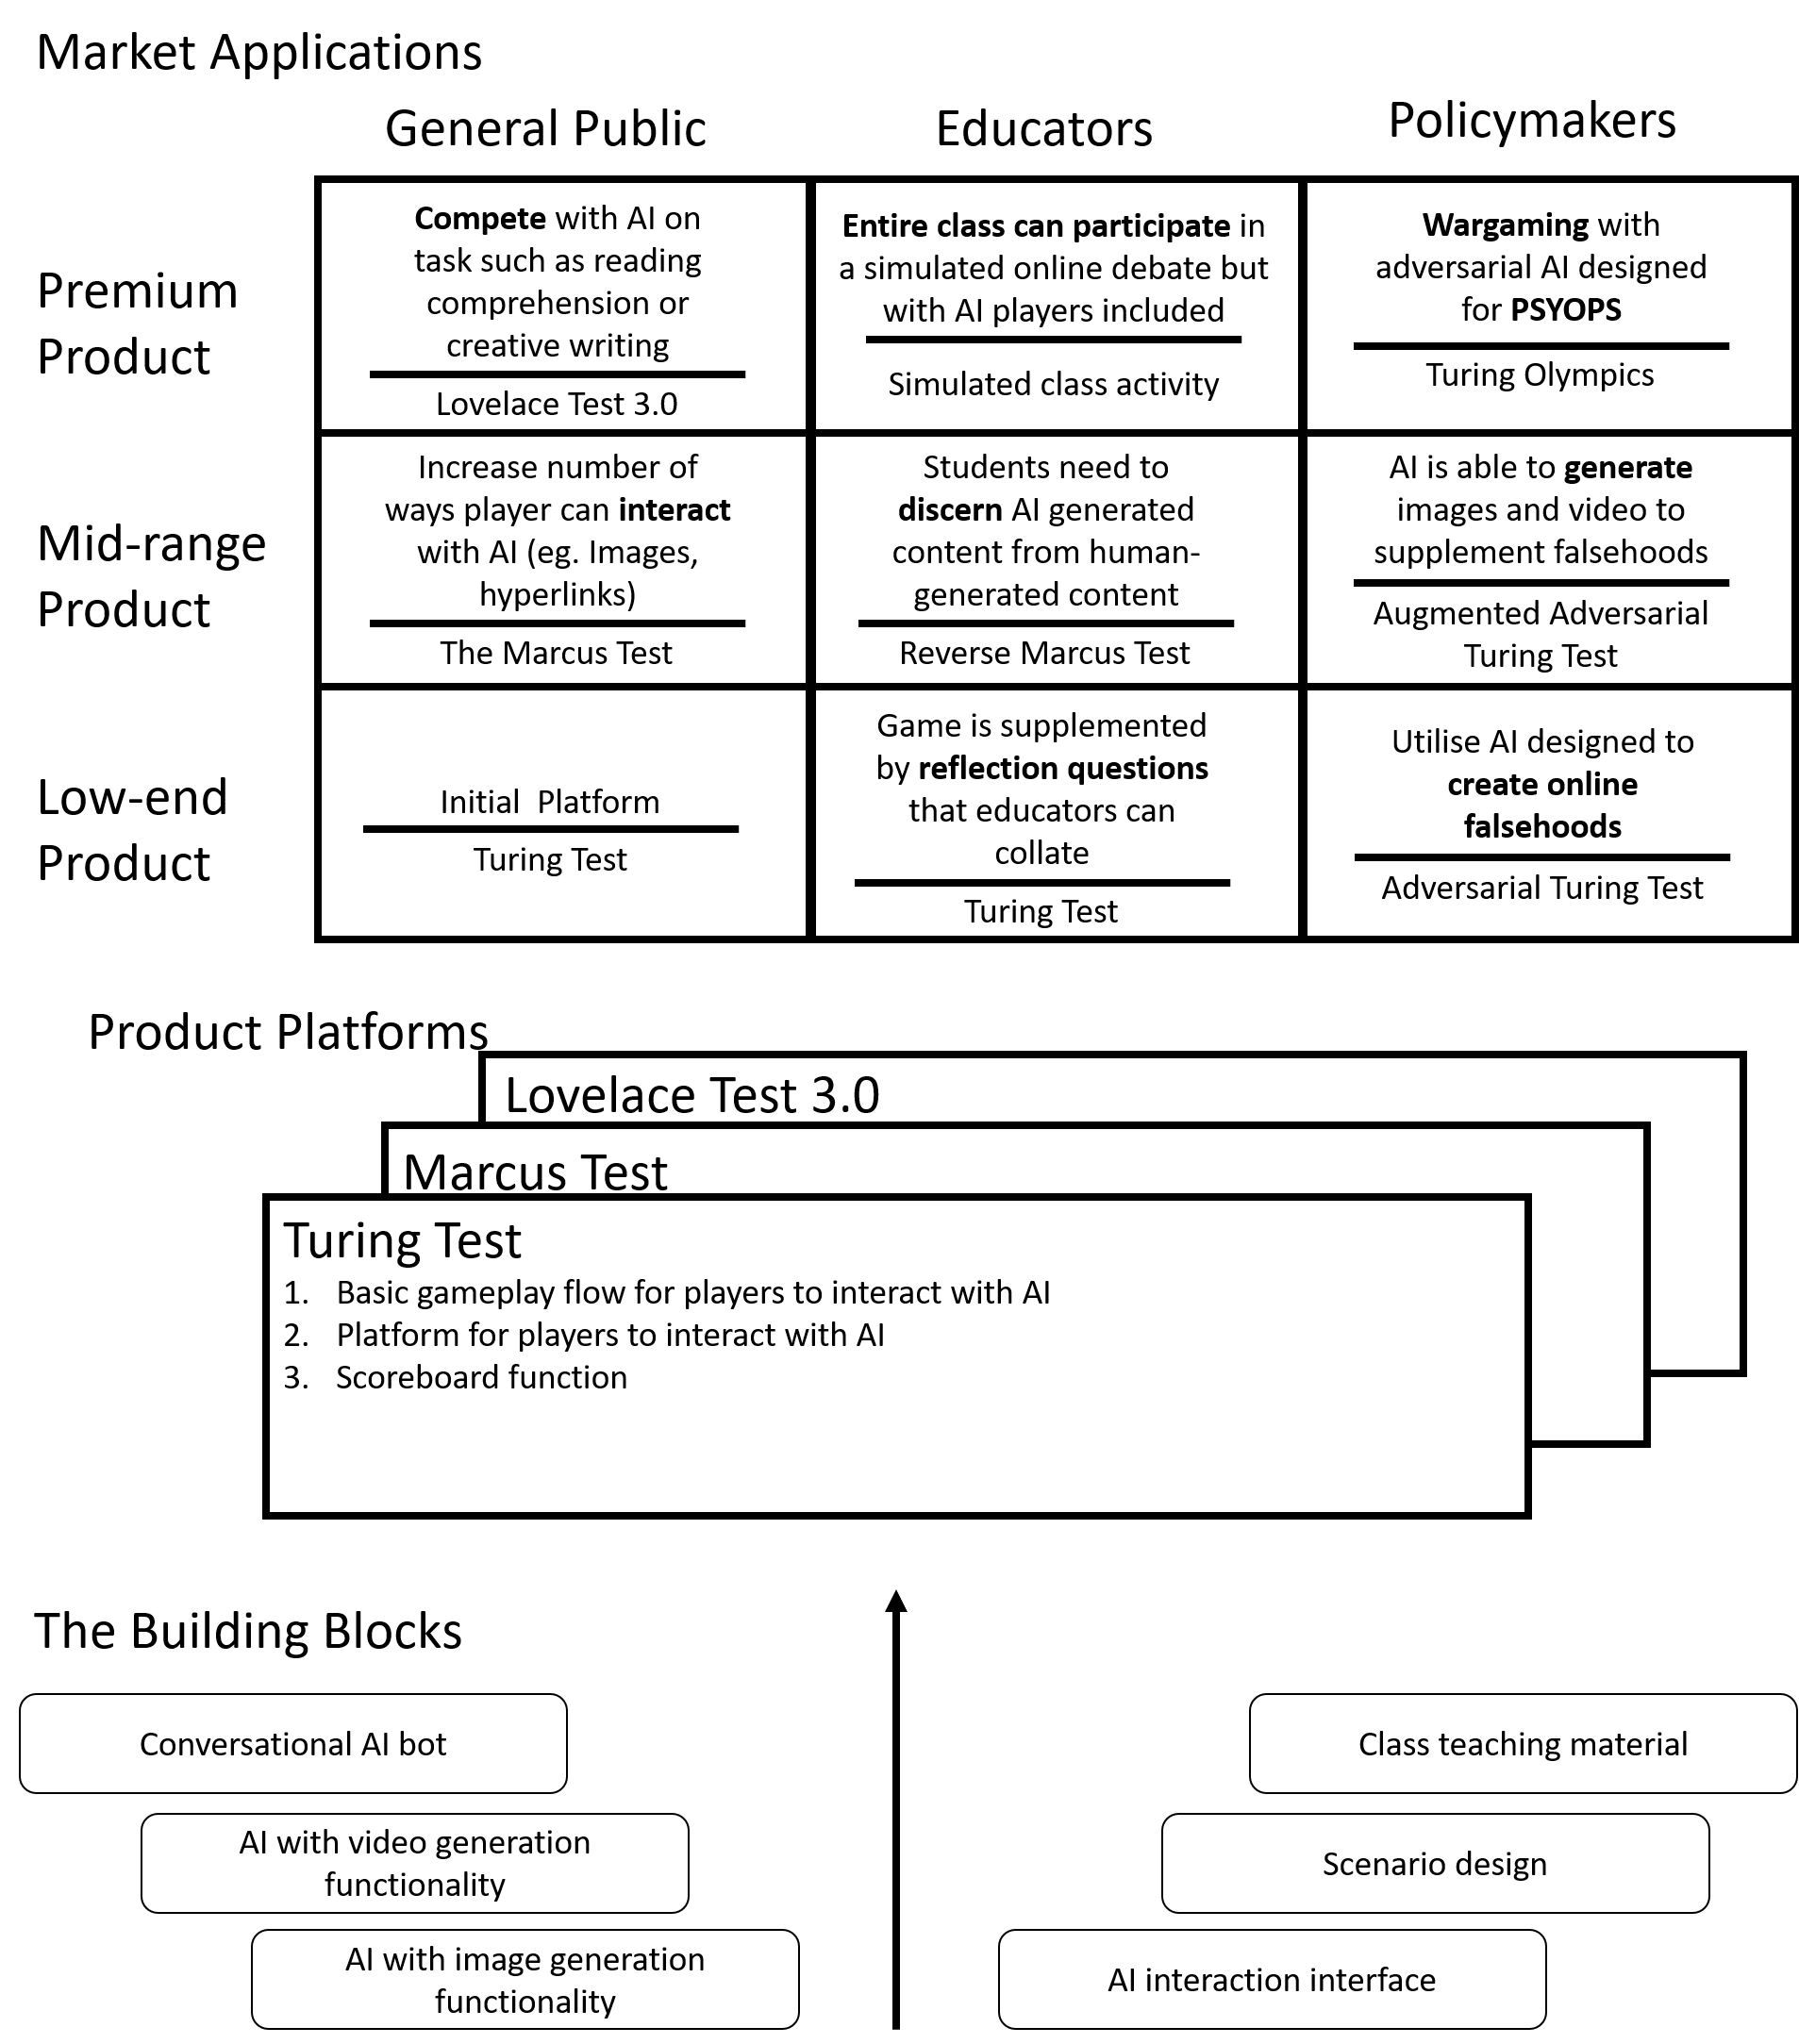 Market Applications
General Public
Educators
Policymakers
Premium
Product
Compete with AI on
task such as reading
comprehension or
creative writing
Lovelace Test 3.0
Entire class can participate in
a simulated online debate but
with AI players included
Simulated class activity
Wargaming with
adversarial AI designed
for PSYOPS
Turing Olympics
Mid-range
Product
Increase number of
ways player can interact
with AI (eg. Images,
hyperlinks)
The Marcus Test
Students need to
discern AI generated
content from human-
generated content
Reverse Marcus Test
AI is able to generate
images and video to
supplement falsehoods
Augmented Adversarial
Turing Test
Low-end
Product
Initial  Platform
Turing Test
Game is supplemented
by reflection questions
that educators can
collate
Turing Test
Utilise AI designed to
create online
falsehoods
Adversarial Turing Test
Product Platforms
Lovelace Test 3.0
Marcus Test
Turing Test
1. Basic gameplay flow for players to interact with AI
2. Platform for players to interact with AI
3. Scoreboard function
The Building Blocks
Conversational AI bot
AI with video generation
functionality
AI with image generation
functionality
Class teaching material
Scenario design
AI interaction interface